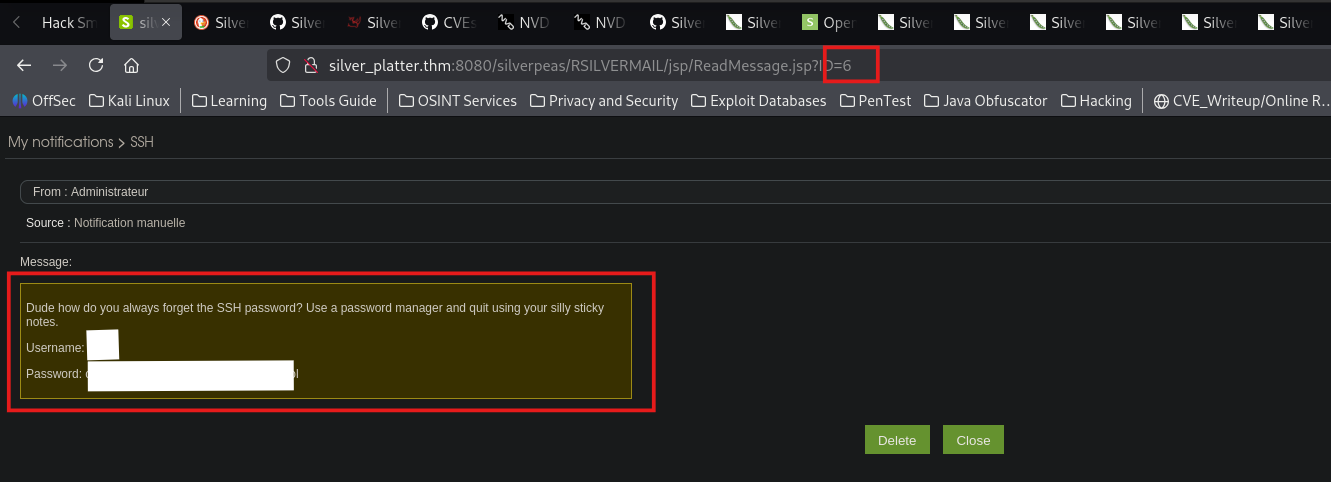 Hack Sm
silv
Silve
Silve
Silve
CVEs
NVD
NVD
Silve
Silve
Oper
Silve
Silve
Silve
Silve
Silve
Silve
silver_platter.thm:8080/silverpeas/RSILVERMAIL/jsp/ReadMessage.jsp?ID=6
OffSec Kali Linux Learning Tools Guide OSINT Services Privacy and Security Exploit Databases PenTest Java Obfuscator Hacking CVE_Writeup/Online R...
My notifications > SSH
From : Administrateur
Source : Notification manuelle
Message:
Dude how do you always forget the SSH password? Use a password manager and quit using your silly sticky
notes.
Username:
Password:
Delete Close